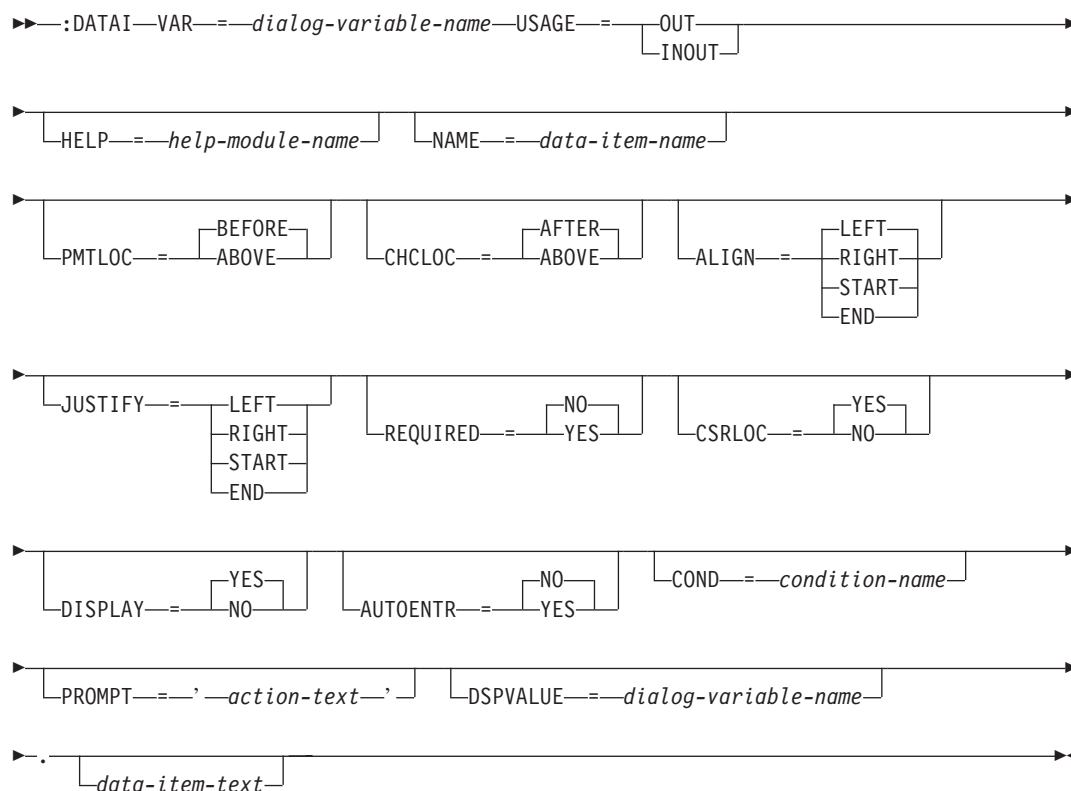 :DATAI VAR = dialog-variable-name USAGE = OUT
INOUT
HELP = help-module-name NAME = data-item-name
BEFORE AFTER LEFT
PMTLOC = ABOVE CHCLOC = ABOVE ALIGN = RIGHT
START
END
JUSTIFY = LEFT NO YES
RIGHT REQUIRED = YES CSRLOC = NO
START
END
YES NO COND = condition-name
DISPLAY = NO AUTOENTR = YES
PROMPT = ' action-text ' DSPVALUE = dialog-variable-name
.
data-item-text